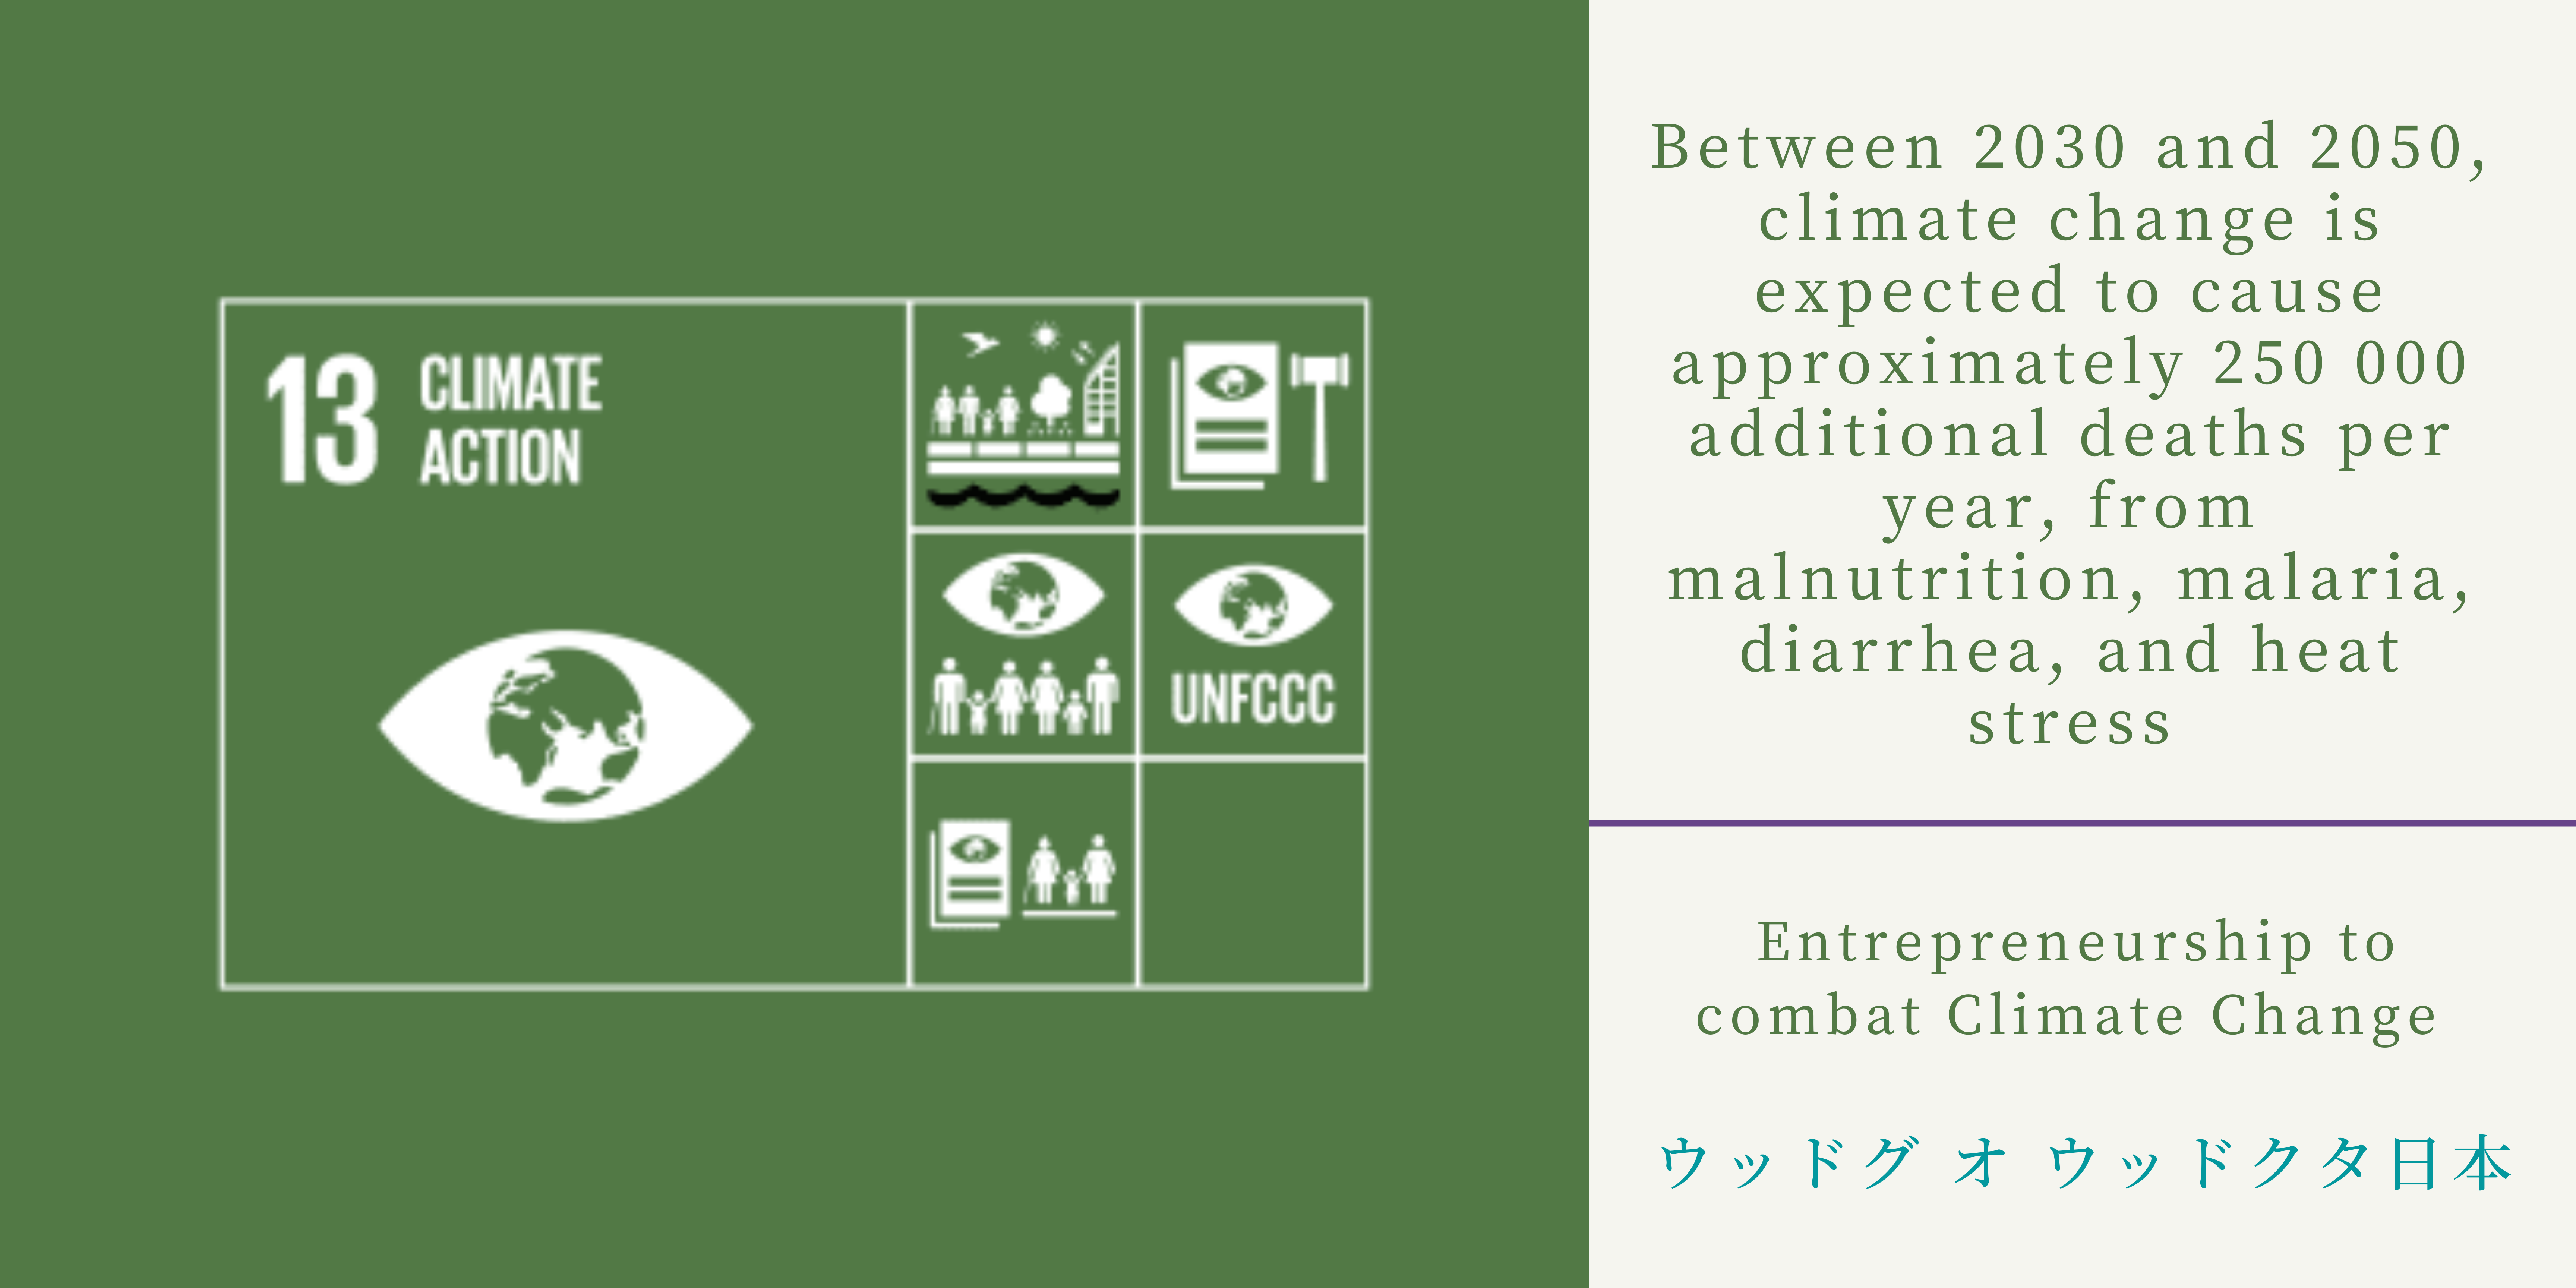 13 CLIMATE
ACTION
UNFCCC
Between 2030 and 2050,
climate change is
expected to cause
approximately 250 000
additional deaths per
year, from
malnutrition, malaria,
diarrhea, and heat
stress
Entrepreneurship to
combat Climate Change
ウッドグ オ ウッドクタ日本